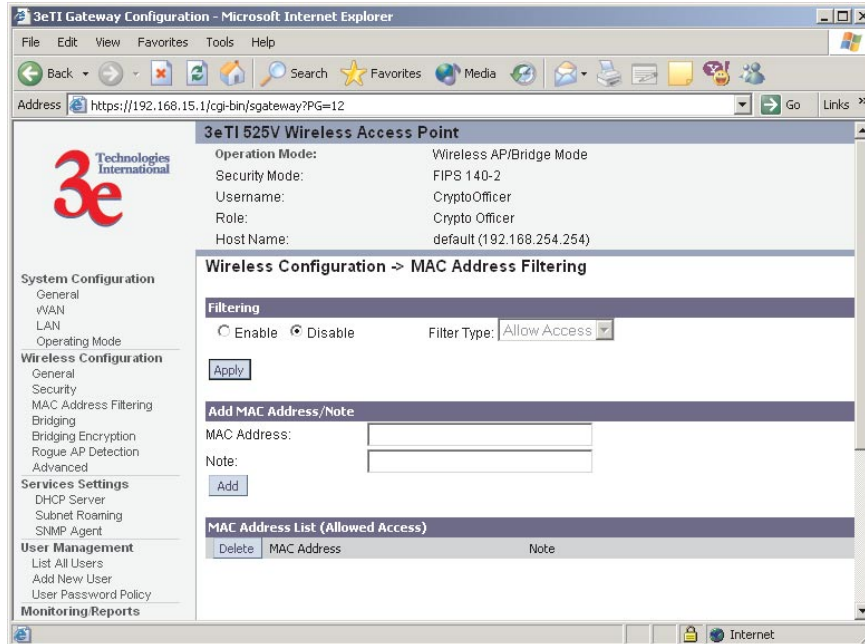 3eTI Gateway Configuration - Microsoft Internet Explorer
File Edit View Favorites Tools Help
Back Search Favorites Media
Address https://192.168.15.1/cgi-bin/sgateway?PG=12 Go Links »
3e Technologies International
3eTI 525V Wireless Access Point
Operation Mode: Wireless AP/Bridge Mode
Security Mode: FIPS 140-2
Username: CryptoOfficer
Role: Crypto Officer
Host Name: default (192.168.254.254)
System Configuration
General
WAN
LAN
Operating Mode
Wireless Configuration
General
Security
MAC Address Filtering
Bridging
Bridging Encryption
Rogue AP Detection
Advanced
Services Settings
DHCP Server
Subnet Roaming
SNMP Agent
User Management
List All Users
Add New User
User Password Policy
Monitoring/Reports
Wireless Configuration -> MAC Address Filtering
Filtering
Enable Disable Filter Type: Allow Access
Apply
Add MAC Address/Note
MAC Address:
Note:
Add
MAC Address List (Allowed Access)
Delete MAC Address Note
Internet